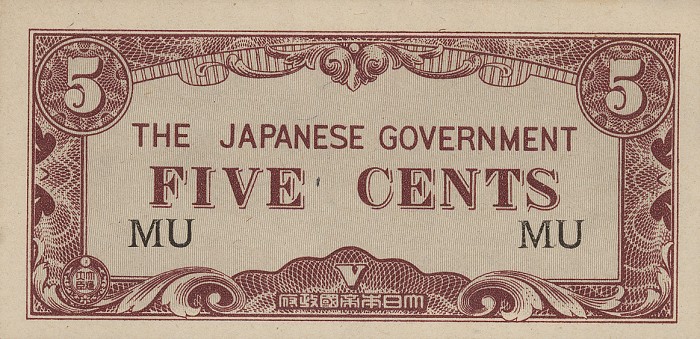 5 5
THE JAPANESE GOVERNMENT
FIVE CENTS
MU MU
V
大日本帝國政府